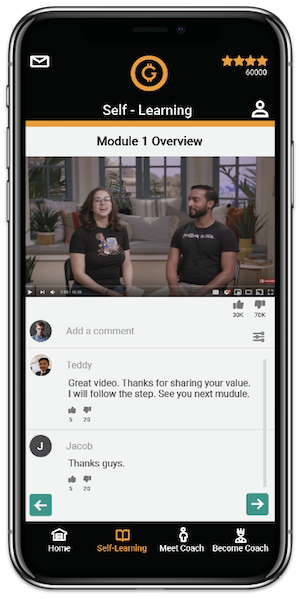 60000
Self - Learning
Module 1 Overview
30K 70K
Add a comment
Teddy
Great video. Thanks for sharing your value.
I will follow the step. See you next mudule.
5 20
J
Jacob
Thanks guys.
5 20
Home Self-Learning Meet Coach Become Coach